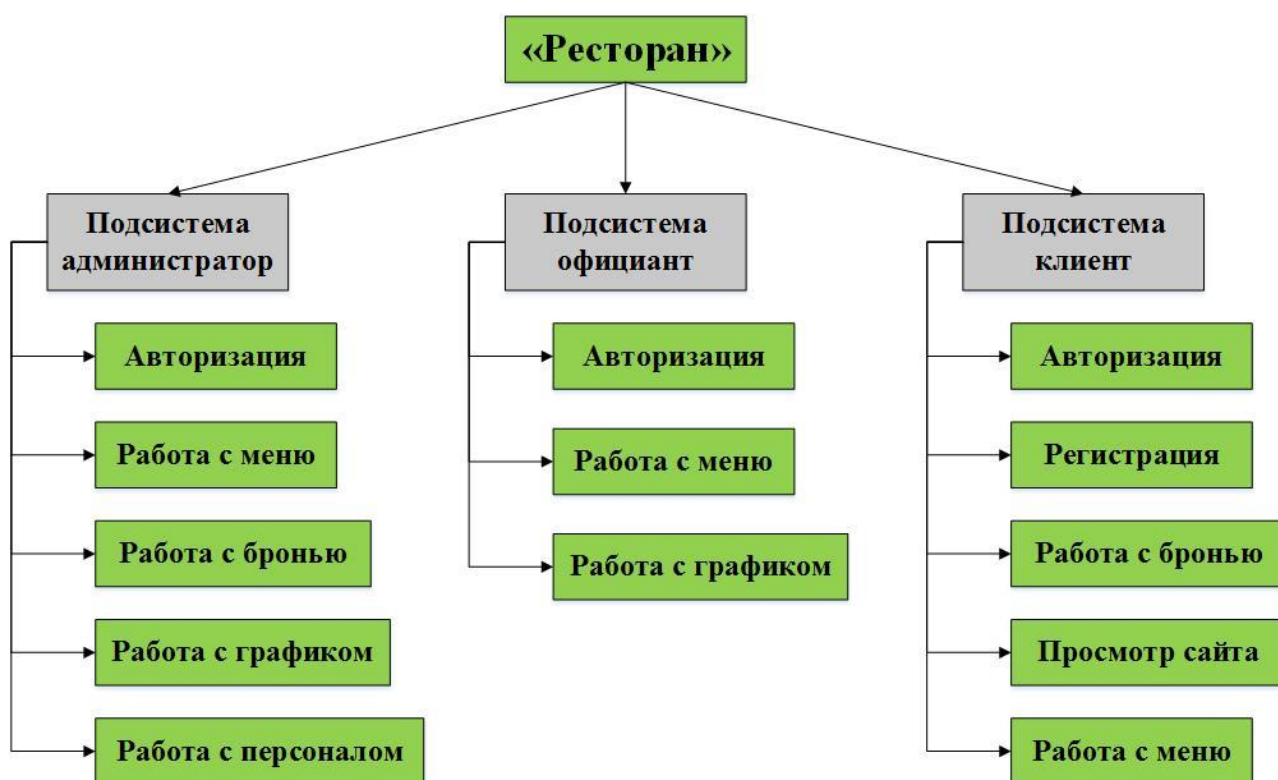 «Ресторан»
Подсистема
администратор
Авторизация
Работа с меню
Работа с бронью
Работа с графиком
Работа с персоналом
Подсистема
официант
Авторизация
Работа с меню
Работа с графиком
Подсистема
клиент
Авторизация
Регистрация
Работа с бронью
Просмотр сайта
Работа с меню